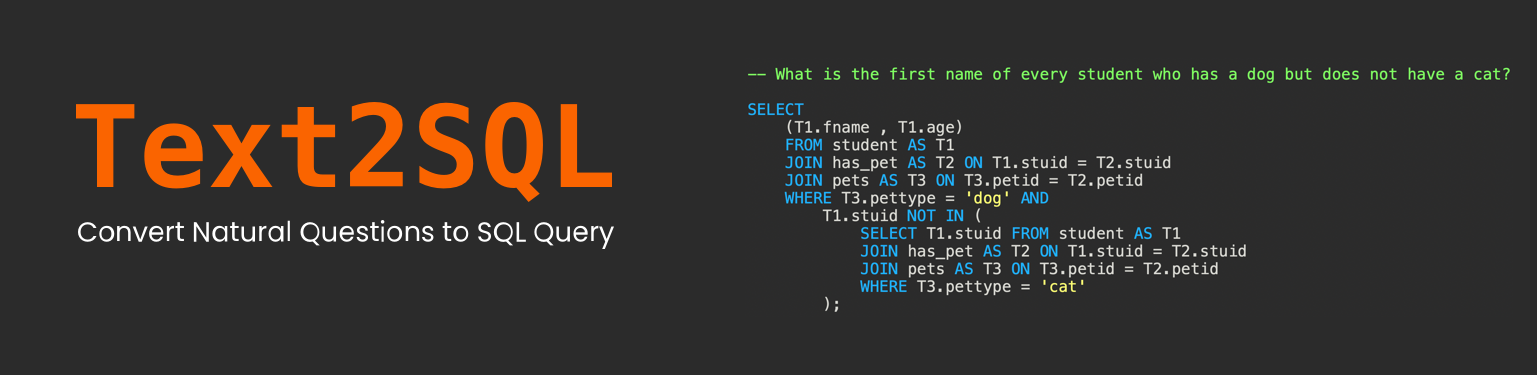 Text2SQL
Convert Natural Questions to SQL Query
-- What is the first name of every student who has a dog but does not have a cat?
SELECT
(T1.fname , T1.age)
FROM student AS T1
JOIN has_pet AS T2 ON T1.stuid = T2.stuid
JOIN pets AS T3 ON T3.petid = T2.petid
WHERE T3.pettype = 'dog' AND
T1.stuid NOT IN (
SELECT T1.stuid FROM student AS T1
JOIN has_pet AS T2 ON T1.stuid = T2.stuid
JOIN pets AS T3 ON T3.petid = T2.petid
WHERE T3.pettype = 'cat'
);